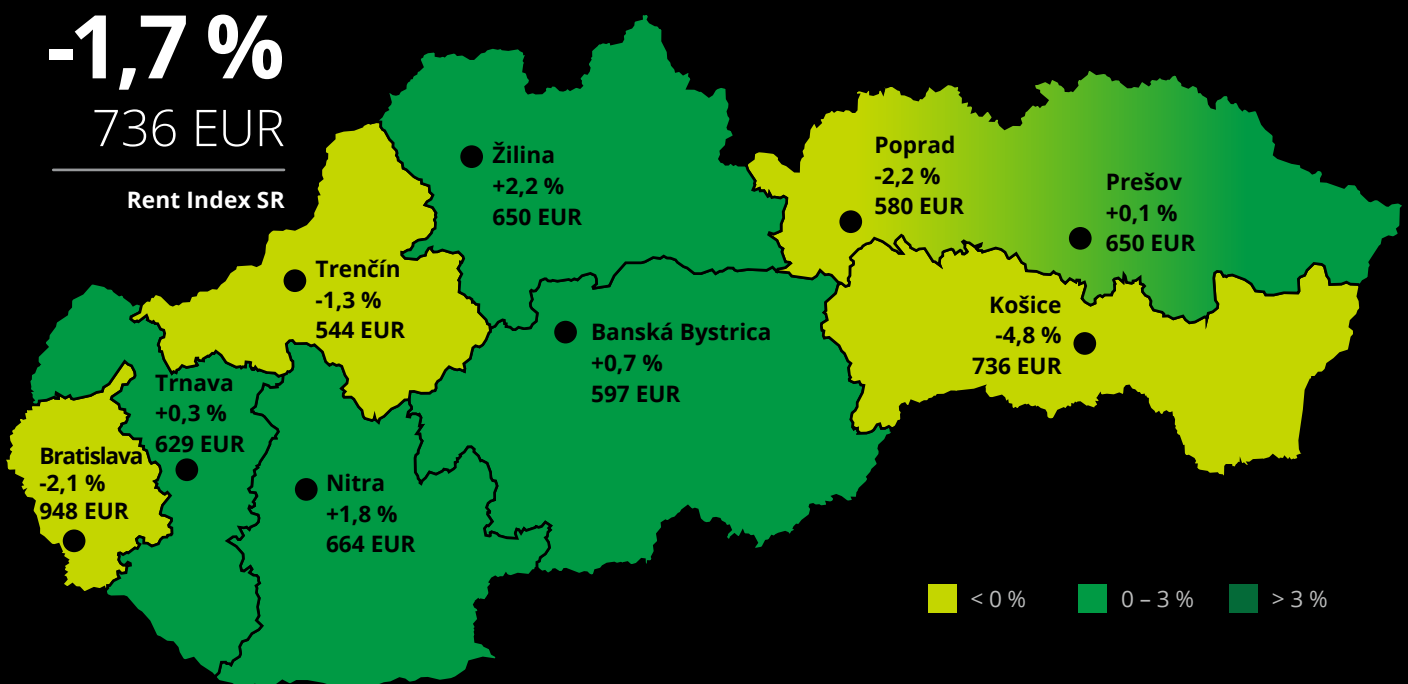 -1,7 %
736 EUR
Rent Index SR
Žilina
+2,2 %
650 EUR
Poprad
-2,2 %
580 EUR
Prešov
+0,1 %
650 EUR
Trenčín
-1,3 %
544 EUR
Banská Bystrica
+0,7 %
597 EUR
Košice
-4,8 %
736 EUR
Trnava
+0,3 %
629 EUR
Bratislava
-2,1 %
948 EUR
Nitra
+1,8 %
664 EUR
< 0 %
0 – 3 %
> 3 %